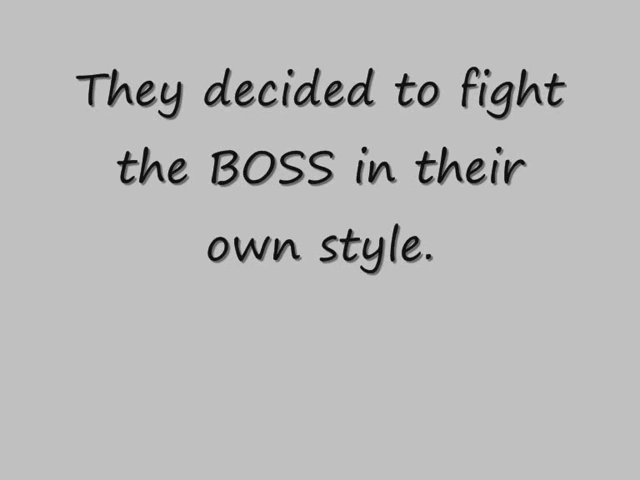 They decided to fight
the BOSS in their
own style.